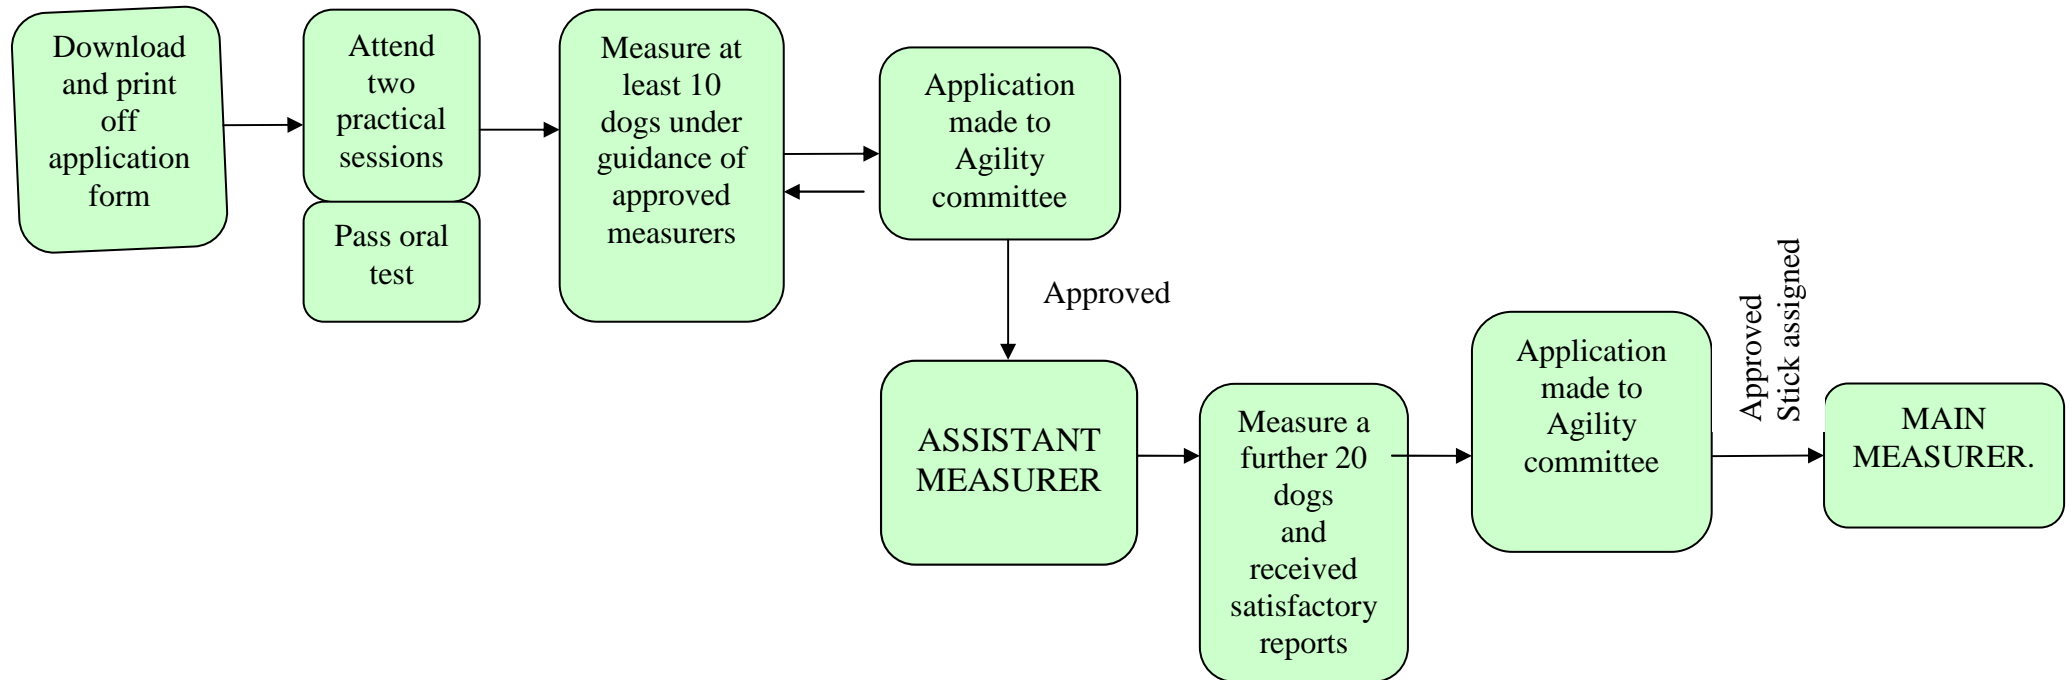 Download
and print
off
application
form
Attend
two
practical
sessions
Pass oral
test
Measure at
least 10
dogs under
guidance of
approved
measurers
Application
made to
Agility
committee
Approved
ASSISTANT
MEASURER
Measure a
further 20
dogs
and
received
satisfactory
reports
Application
made to
Agility
committee
Approved
Stick assigned
MAIN
MEASURER.